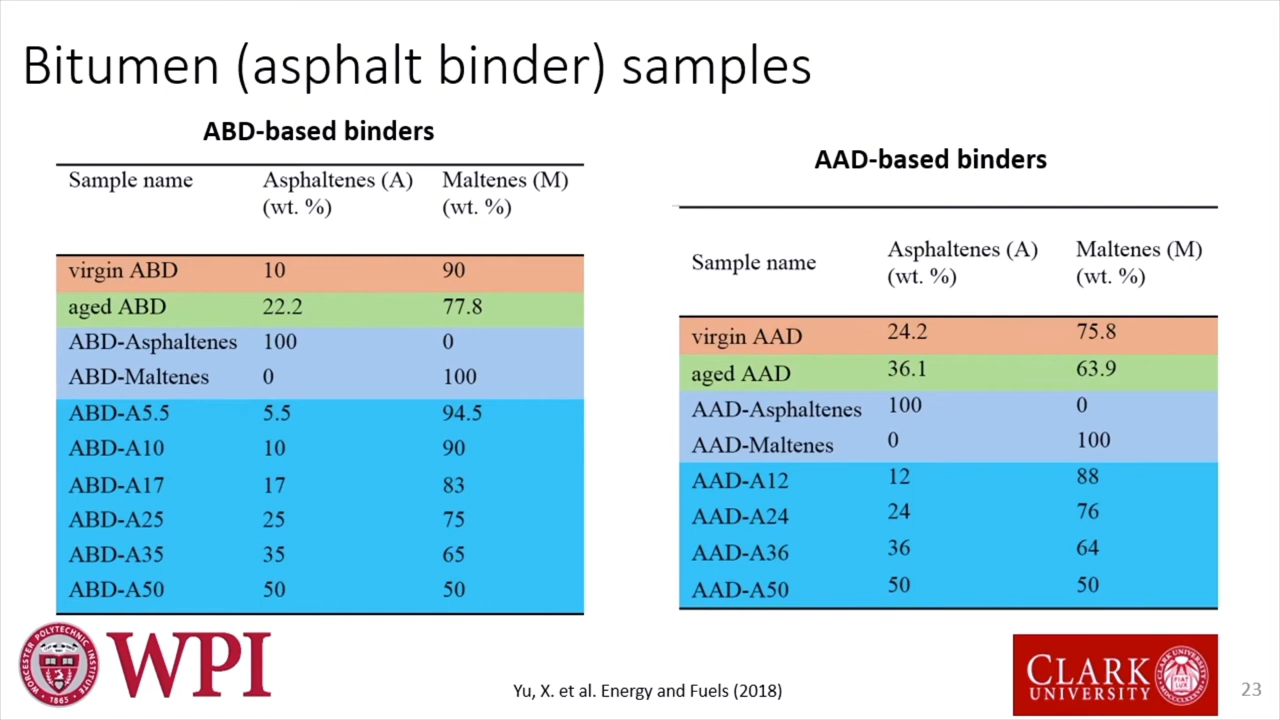 Bitumen (asphalt binder) samples
ABD-based binders
Sample name Asphaltenes (A) Maltenes (M)
(wt. %) (wt. %)
virgin ABD 10 90
aged ABD 22.2 77.8
ABD-Asphaltenes 100 0
ABD-Maltenes 0 100
ABD-A5.5 5.5 94.5
ABD-A10 10 90
ABD-A17 17 83
ABD-A25 25 75
ABD-A35 35 65
ABD-A50 50 50
AAD-based binders
Sample name Asphaltenes (A) Maltenes (M)
(wt. %) (wt. %)
virgin AAD 24.2 75.8
aged AAD 36.1 63.9
AAD-Asphaltenes 100 0
AAD-Maltenes 0 100
AAD-A12 12 88
AAD-A24 24 76
AAD-A36 36 64
AAD-A50 50 50
WORCESTER POLYTECHNIC INSTITUTE
1865
WPI
Yu, X. et al. Energy and Fuels (2018)
CLARK
UNIVERSITY
FIAT
LUX
23